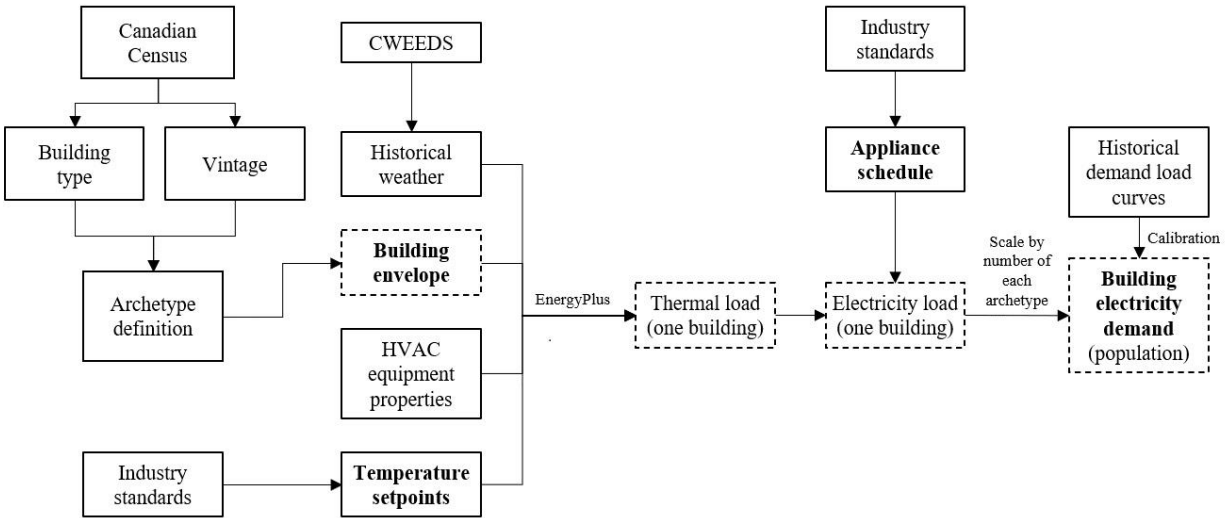 Canadian
Census
CWEEDS
Industry
standards
Building
type
Vintage
Historical
weather
Appliance
schedule
Historical
demand load
curves
Building
envelope
Archetype
definition
EnergyPlus
Thermal load
(one building)
Electricity load
(one building)
Scale by
number of
each
archetype
Calibration
Building
electricity
demand
(population)
HVAC
equipment
properties
Industry
standards
Temperature
setpoints